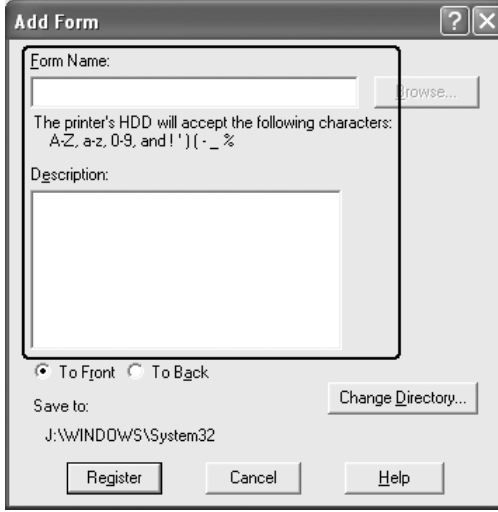 Add Form
Form Name:
Browse...
The printer's HDD will accept the following characters:
A-Z, a-z, 0-9, and ! ' ) ( - _ %
Description:
To Front To Back
Change Directory...
Save to:
J:\WINDOWS\System32
Register Cancel Help